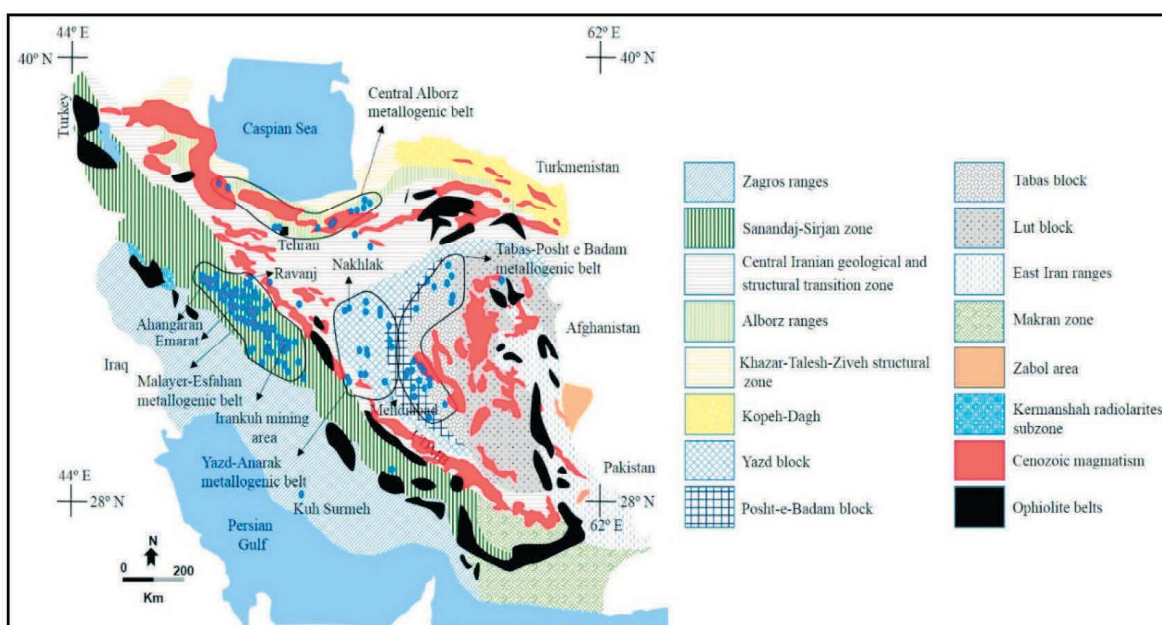 44º E
40º N
62º E
40º N
Turkey
Caspian Sea
Central Alborz
metallogenic belt
Turkmenistan
Tehran
Tabas-Posht e Badam
metallogenic belt
Nakhlak
Ravanj
Afghanistan
Ahangaran
Emarat
Iraq
Malayer-Esfahan
metallogenic belt
Irankuh mining
area
Yazd-Anarak
metallogenic belt
Kuh Surmeh
Pakistan
44º E
28º N
28º N
62º E
Persian
Gulf
N
0 200
Km
Zagros ranges
Sanandaj-Sirjan zone
Central Iranian geological and
structural transition zone
Alborz ranges
Khazar-Talesh-Ziveh structural
zone
Kopeh-Dagh
Yazd block
Posht-e-Badam block
Tabas block
Lut block
East Iran ranges
Makran zone
Zabol area
Kermanshah radiolarites
subzone
Cenozoic magmatism
Ophiolite belts